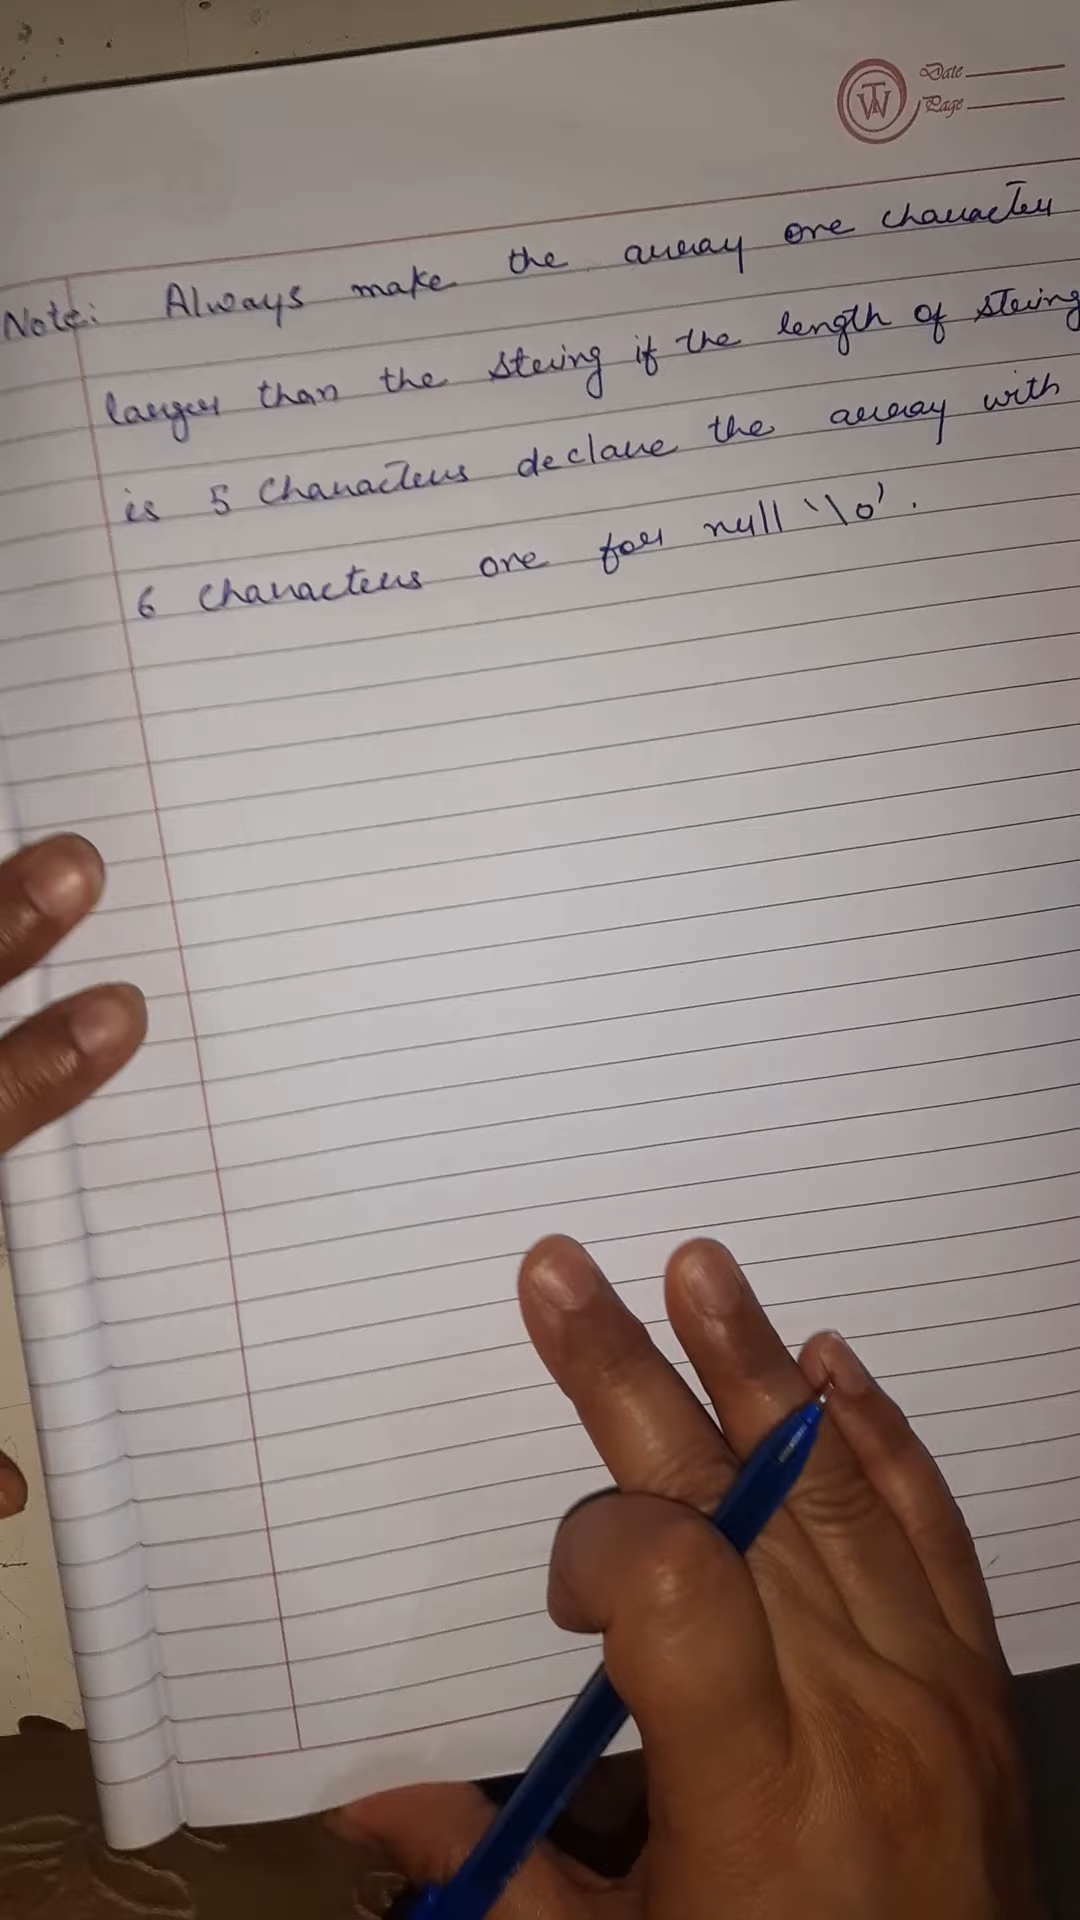 Date
Page
Note: Always make the array one character
larger than the string if the length of string
is 5 Characters declare the array with
6 characters one for null '\0'.